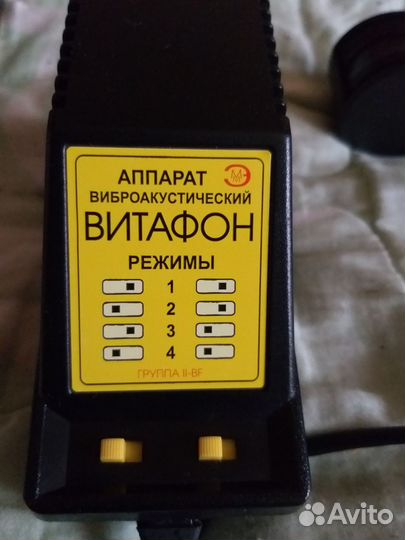 АППАРАТ
ВИБРОАКУСТИЧЕСКИЙ
ВИТАФОН
РЕЖИМЫ
1
2
3
4
ГРУППА II-BF
Avito